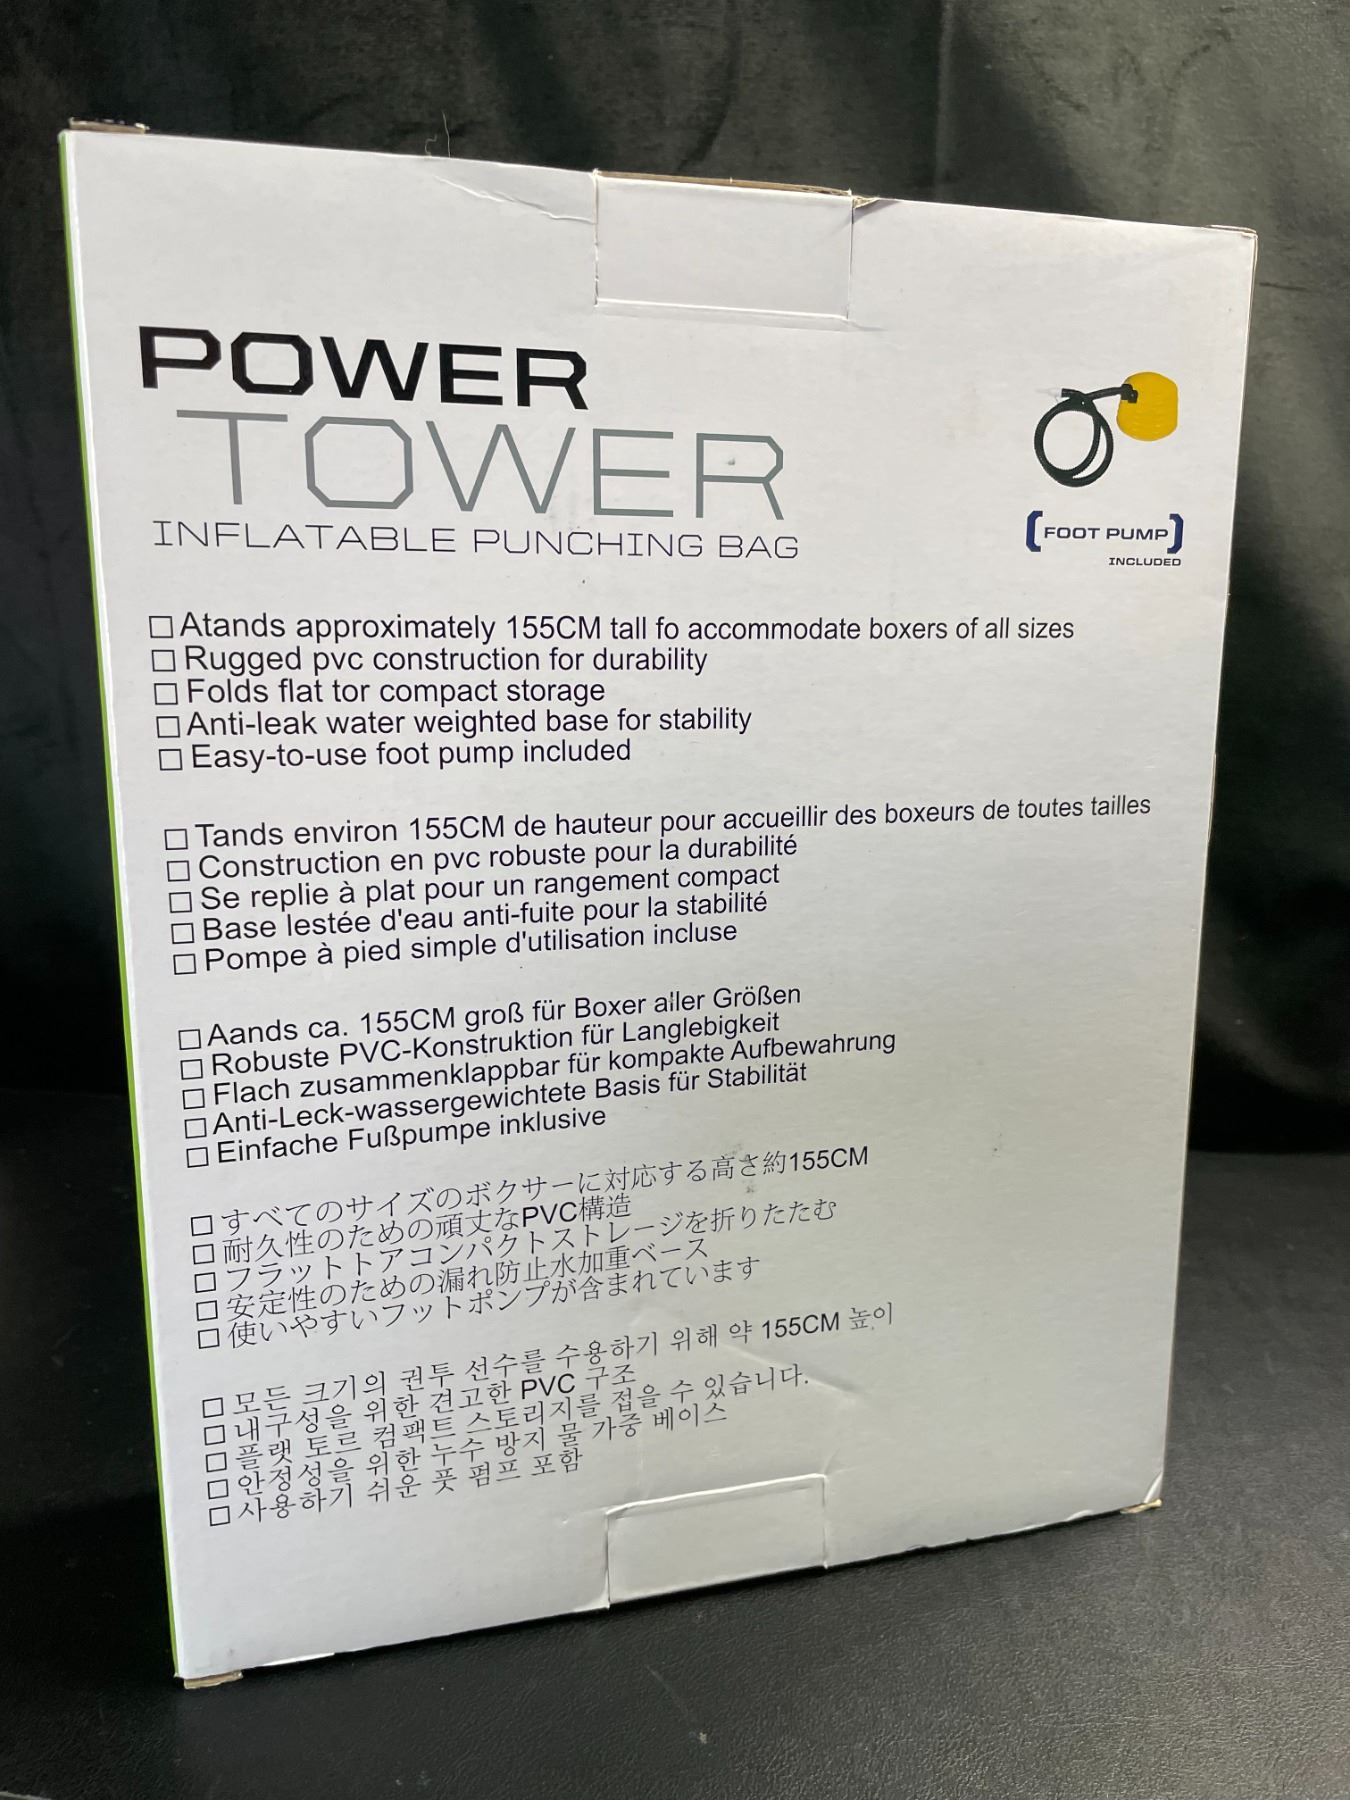 POWER
TOWER
INFLATABLE PUNCHING BAG
[FOOT PUMP]
INCLUDED
□ Atands approximately 155CM tall fo accommodate boxers of all sizes
□ Rugged pvc construction for durability
□ Folds flat tor compact storage
□ Anti-leak water weighted base for stability
□ Easy-to-use foot pump included
□ Tands environ 155CM de hauteur pour accueillir des boxeurs de toutes tailles
□ Construction en pvc robuste pour la durabilité
□ Se replie à plat pour un rangement compact
□ Base lestée d'eau anti-fuite pour la stabilité
□ Pompe à pied simple d'utilisation incluse
□ Aands ca. 155CM groß für Boxer aller Größen
□ Robuste PVC-Konstruktion für Langlebigkeit
□ Flach zusammenklappbar für kompakte Aufbewahrung
□ Anti-Leck-wassergewichtete Basis für Stabilität
□ Einfache Fußpumpe inklusive
□ すべてのサイズのボクサーに対応する高さ約155CM
□ 耐久性のための頑丈なPVC構造
□ フラットトアコンパクトストレージを折りたたむ
□ 安定性のための漏れ防止水加重ベース
□ 使いやすいフットポンプが含まれています
□ 모든 크기의 권투 선수를 수용하기 위해 약 155CM 높이
□ 내구성을 위한 견고한 PVC 구조
□ 플랫 토르 컴팩트 스토리지를 접을 수 있습니다.
□ 안정성을 위한 누수 방지 물 가중 베이스
□ 사용하기 쉬운 풋 펌프 포함